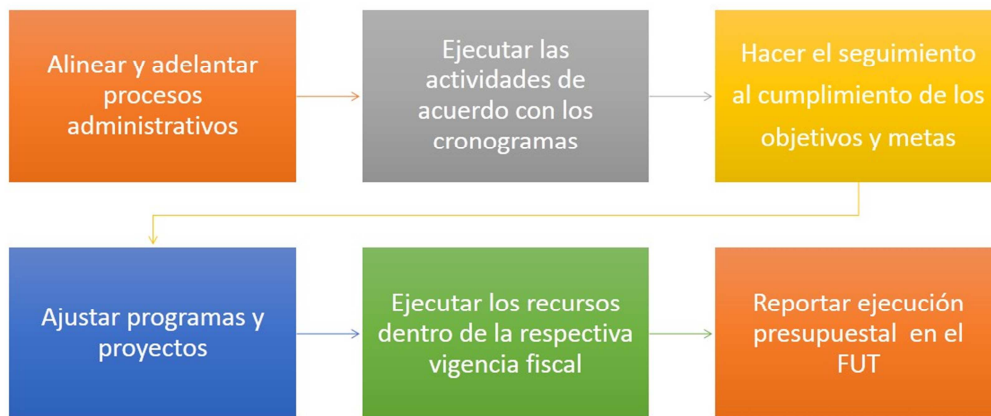 Alinear y adelantar
procesos
administrativos
Ejecutar las
actividades de
acuerdo con los
cronogramas
Hacer el seguimiento
al cumplimiento de los
objetivos y metas
Ajustar programas y
proyectos
Ejecutar los recursos
dentro de la respectiva
vigencia fiscal
Reportar ejecución
presupuestal en el
FUT